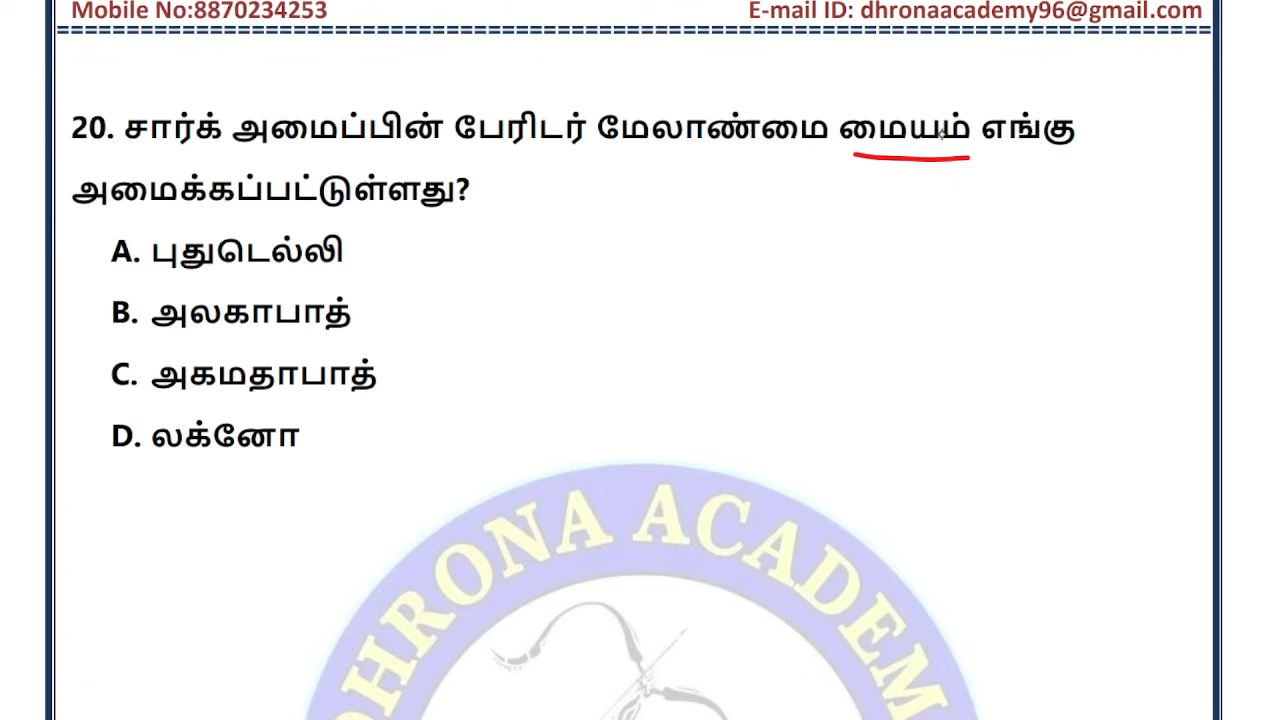 Mobile No:8870234253 E-mail ID: dhronaacademy96@gmail.com
20. சார்க் அமைப்பின் பேரிடர் மேலாண்மை மையம் எங்கு
அமைக்கப்பட்டுள்ளது?
A. புதுடெல்லி
B. அலகாபாத்
C. அகமதாபாத்
D. லக்னோ
DHRONA ACADEM